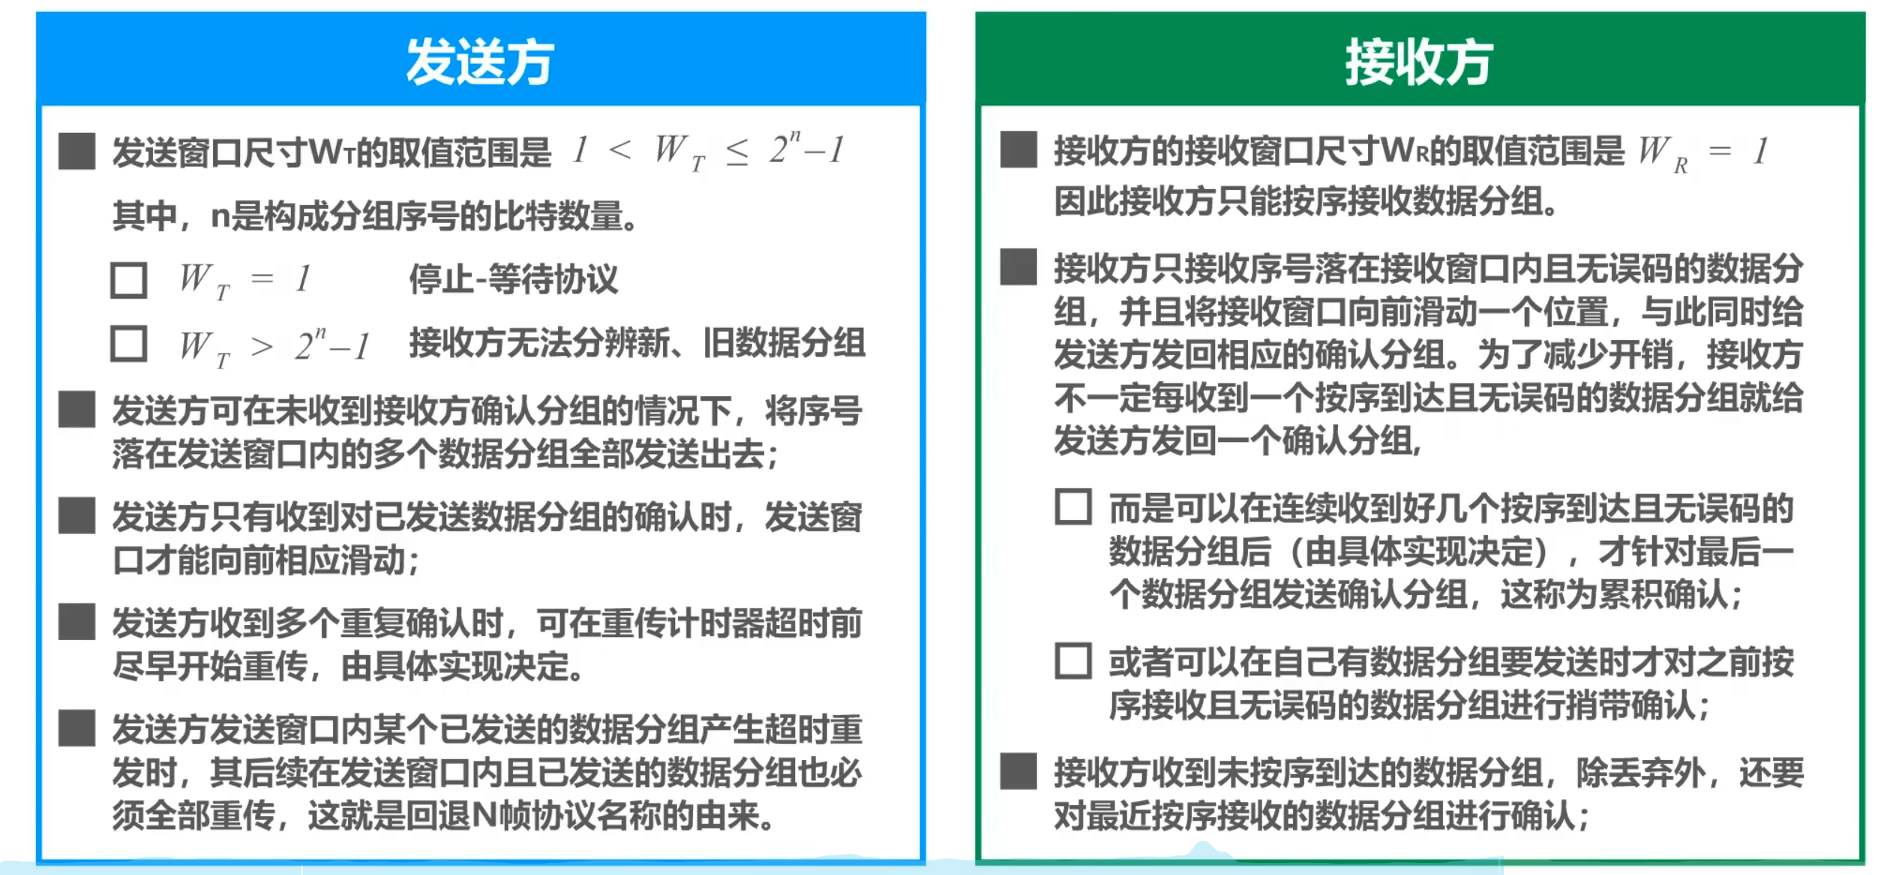 发送方
发送窗口尺寸WT的取值范围是 1 < W_T ≤ 2^n–1
其中，n是构成分组序号的比特数量。
W_T = 1 停止-等待协议
W_T > 2^n–1 接收方无法分辨新、旧数据分组
发送方可在未收到接收方确认分组的情况下，将序号
落在发送窗口内的多个数据分组全部发送出去；
发送方只有收到对已发送数据分组的确认时，发送窗
口才能向前相应滑动；
发送方收到多个重复确认时，可在重传计时器超时前
尽早开始重传，由具体实现决定。
发送方发送窗口内某个已发送的数据分组产生超时重
发时，其后续在发送窗口内且已发送的数据分组也必
须全部重传，这就是回退N帧协议名称的由来。
接收方
接收方的接收窗口尺寸WR的取值范围是 W_R = 1
因此接收方只能按序接收数据分组。
接收方只接收序号落在接收窗口内且无误码的数据分
组，并且将接收窗口向前滑动一个位置，与此同时给
发送方发回相应的确认分组。为了减少开销，接收方
不一定每收到一个按序到达且无误码的数据分组就给
发送方发回一个确认分组,
而是可以在连续收到好几个按序到达且无误码的
数据分组后（由具体实现决定），才针对最后一
个数据分组发送确认分组，这称为累积确认；
或者可以在自己有数据分组要发送时才对之前按
序接收且无误码的数据分组进行捎带确认；
接收方收到未按序到达的数据分组，除丢弃外，还要
对最近按序接收的数据分组进行确认；